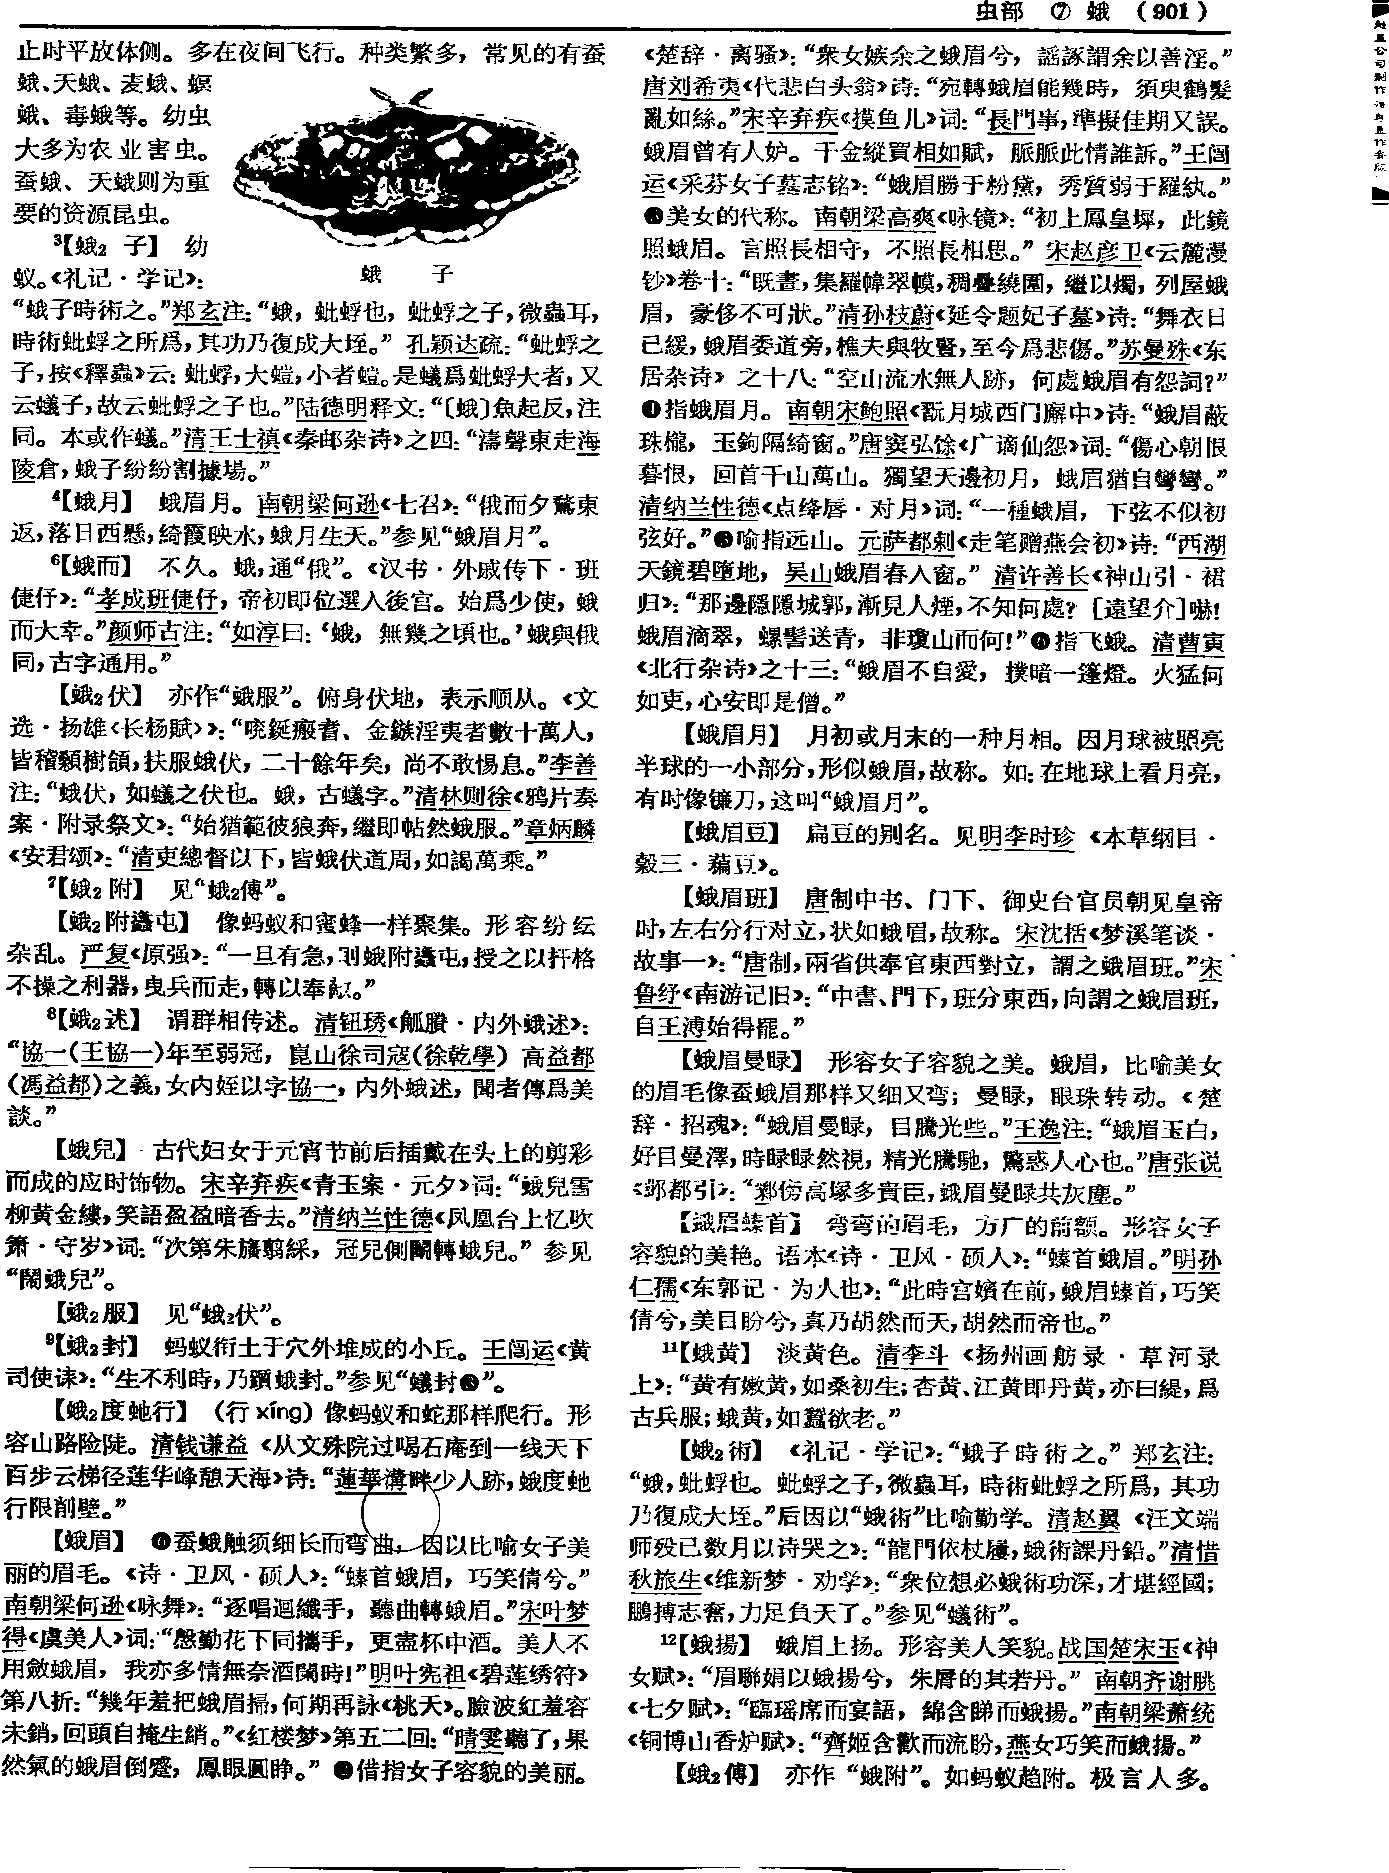 虫部 ⑦ 蛾 （901）
止时平放体侧。多在夜间飞行。种类繁多，常见的有蚕
蛾、天蛾、麦蛾、螟
蛾、毒蛾等。幼虫
大多为农业害虫。
蚕蛾、天蛾则为重
要的资源昆虫。
蛾 子
³【蛾₂ 子】 幼
蚁。《礼记·学记》：
“蛾子時術之。”郑玄注：“蛾，蚍蜉也，蚍蜉之子，微蟲耳，
時術蚍蜉之所爲，其功乃復成大垤。” 孔颖达疏：“蚍蜉之
子，按《釋蟲》云：蚍蜉，大螘，小者螘。是蟻爲蚍蜉大者，又
云蟻子，故云蚍蜉之子也。”陆德明释文：“〔蛾〕魚起反，注
同。本或作蟻。”清王士禛《秦邮杂诗》之四：“濤聲東走海
陵倉，蛾子紛紛割據場。”
⁴【蛾月】 蛾眉月。南朝梁何逊《七召》：“俄而夕鶩東
返，落日西懸，綺霞映水，蛾月生天。”参见“蛾眉月”。
⁶【蛾而】 不久。蛾，通“俄”。《汉书·外戚传下·班
倢伃》：“孝成班倢伃，帝初即位選入後宫。始爲少使，蛾
而大幸。”颜师古注：“如淳曰：‘蛾，無幾之頃也。’蛾與俄
同，古字通用。”
【蛾₂伏】 亦作“蛾服”。俯身伏地，表示顺从。《文
选·扬雄〈长杨赋〉》：“吮鋋瘢耆、金鏃淫夷者數十萬人，
皆稽顙樹頷，扶服蛾伏，二十餘年矣，尚不敢惕息。”李善
注：“蛾伏，如蟻之伏也。蛾，古蟻字。”清林则徐《鸦片奏
案·附录祭文》：“始猶範彼狼奔，繼即帖然蛾服。”章炳麟
《安君颂》：“清吏總督以下，皆蛾伏道周，如謁萬乘。”
⁷【蛾₂附】 见“蛾₂傅”。
【蛾₂附蠭屯】 像蚂蚁和蜜蜂一样聚集。形容纷纭
杂乱。严复《原强》：“一旦有急，則蛾附蠭屯，授之以扞格
不操之利器，曳兵而走，轉以奉敵。”
⁸【蛾₂述】 谓群相传述。清钮琇《觚賸·内外蛾述》：
“協一（王協一）年至弱冠，崑山徐司寇（徐乾學）高益都
（馮益都）之義，女内姪以字協一，内外蛾述，聞者傳爲美
談。”
【蛾兒】 古代妇女于元宵节前后插戴在头上的剪彩
而成的应时饰物。宋辛弃疾《青玉案·元夕》词：“蛾兒雪
柳黄金縷，笑語盈盈暗香去。”清纳兰性德《凤凰台上忆吹
箫·守岁》词：“次第朱旛翦綵，冠兒側鬭轉蛾兒。” 参见
“鬧蛾兒”。
【蛾₂服】 见“蛾₂伏”。
⁹【蛾₂封】 蚂蚁衔土于穴外堆成的小丘。王闿运《黄
司使诔》：“生不利時，乃躓蛾封。”参见“蟻封❷”。
【蛾₂度虵行】 （行 xíng）像蚂蚁和蛇那样爬行。形
容山路险陡。清钱谦益《从文殊院过喝石庵到一线天下
百步云梯径莲华峰憩天海》诗：“蓮華溝畔少人跡，蛾度虵
行限削壁。”
【蛾眉】 ❶蚕蛾触须细长而弯曲，因以比喻女子美
丽的眉毛。《诗·卫风·硕人》：“螓首蛾眉，巧笑倩兮。”
南朝梁何逊《咏舞》：“逐唱迴纖手，聽曲轉蛾眉。”宋叶梦
得《虞美人》词：“慇勤花下同攜手，更盡杯中酒。美人不
用斂蛾眉，我亦多情無奈酒闌時！”明叶宪祖《碧莲绣符》
第八折：“幾年羞把蛾眉掃，何期再詠《桃夭》。臉波紅羞容
未銷，回頭自掩生綃。”《红楼梦》第五二回：“晴雯聽了，果
然氣的蛾眉倒蹙，鳳眼圓睁。” ❷借指女子容貌的美丽。
《楚辞·离骚》：“衆女嫉余之蛾眉兮，謡諑謂余以善淫。”
唐刘希夷《代悲白头翁》诗：“宛轉蛾眉能幾時，須臾鶴髮
亂如絲。”宋辛弃疾《摸鱼儿》词：“長門事，準擬佳期又誤。
蛾眉曾有人妒。千金縱買相如賦，脈脈此情誰訴。”王闿
运《采芬女子墓志铭》：“蛾眉勝于粉黛，秀質弱于羅紈。”
❸美女的代称。南朝梁高爽《咏镜》：“初上鳳皇墀，此鏡
照蛾眉。言照長相守，不照長相思。” 宋赵彦卫《云麓漫
钞》卷十：“既晝，集羅幃翠幙，稠疊繞圍，繼以燭，列屋蛾
眉，豪侈不可狀。”清孙枝蔚《延令题妃子墓》诗：“舞衣日
已緩，蛾眉委道旁，樵夫與牧豎，至今爲悲傷。”苏曼殊《东
居杂诗》之十八：“空山流水無人跡，何處蛾眉有怨詞？”
❹指蛾眉月。南朝宋鲍照《翫月城西门廨中》诗：“蛾眉蔽
珠櫳，玉鉤隔綺窗。”唐窦弘馀《广谪仙怨》词：“傷心朝恨
暮恨，回首千山萬山。獨望天邊初月，蛾眉猶自彎彎。”
清纳兰性德《点绛唇·对月》词：“一種蛾眉，下弦不似初
弦好。”❺喻指远山。元萨都剌《走笔赠燕会初》诗：“西湖
天鏡碧墮地，吴山蛾眉春入窗。” 清许善长《神山引·裙
归》：“那邊隱隱城郭，漸見人煙，不知何處？［遠望介］嚇！
蛾眉滴翠，螺髻送青，非瓊山而何！”❻指飞蛾。清曹寅
《北行杂诗》之十三：“蛾眉不自愛，撲暗一篷燈。火猛何
如吏，心安即是僧。”
【蛾眉月】 月初或月末的一种月相。因月球被照亮
半球的一小部分，形似蛾眉，故称。如：在地球上看月亮，
有时像镰刀，这叫“蛾眉月”。
【蛾眉豆】 扁豆的别名。见明李时珍《本草纲目·
穀三·藊豆》。
【蛾眉班】 唐制中书、门下、御史台官员朝见皇帝
时，左右分行对立，状如蛾眉，故称。宋沈括《梦溪笔谈·
故事一》：“唐制，兩省供奉官東西對立，謂之蛾眉班。”宋
鲁纾《南游记旧》：“中書、門下，班分東西，向謂之蛾眉班，
自王溥始得罷。”
【蛾眉曼睩】 形容女子容貌之美。蛾眉，比喻美女
的眉毛像蚕蛾眉那样又细又弯；曼睩，眼珠转动。《楚
辞·招魂》：“蛾眉曼睩，目騰光些。”王逸注：“蛾眉玉白，
好目曼澤，時睩睩然視，精光騰馳，驚惑人心也。”唐张说
《邺都引》：“鄴傍高塚多貴臣，蛾眉曼睩共灰塵。”
【蛾眉螓首】 弯弯的眉毛，方广的前额。形容女子
容貌的美艳。语本《诗·卫风·硕人》：“螓首蛾眉。”明孙
仁孺《东郭记·为人也》：“此時宫嬪在前，蛾眉螓首，巧笑
倩兮，美目盼兮，真乃胡然而天，胡然而帝也。”
¹¹【蛾黄】 淡黄色。清李斗《扬州画舫录·草河录
上》：“黄有嫩黄，如桑初生；杏黄、江黄即丹黄，亦曰緹，爲
古兵服；蛾黄，如蠶欲老。”
【蛾₂術】 《礼记·学记》：“蛾子時術之。”郑玄注：
“蛾，蚍蜉也。蚍蜉之子，微蟲耳，時術蚍蜉之所爲，其功
乃復成大垤。”后因以“蛾術”比喻勤学。清赵翼《汪文端
师殁已数月以诗哭之》：“龍門依杖屨，蛾術課丹鉛。”清惜
秋旅生《维新梦·劝学》：“衆位想必蛾術功深，才堪經國；
鵬摶志奮，力足負天了。”参见“蟻術”。
¹²【蛾揚】 蛾眉上扬。形容美人笑貌。战国楚宋玉《神
女赋》：“眉聯娟以蛾揚兮，朱脣的其若丹。” 南朝齐谢朓
《七夕赋》：“臨瑶席而宴語，綿含睇而蛾揚。”南朝梁萧统
《铜博山香炉赋》：“齊姬含歡而流盼，燕女巧笑而蛾揚。”
【蛾₂傅】 亦作“蛾附”。如蚂蚁趋附。极言人多。